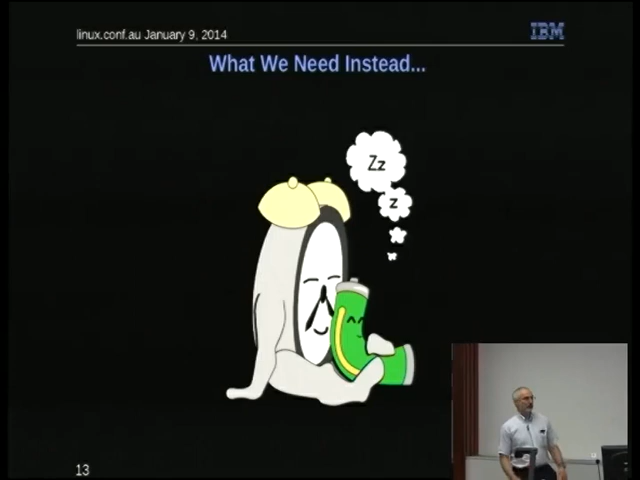 linux.conf.au January 9, 2014
IBM
What We Need Instead...
Zz
z
13